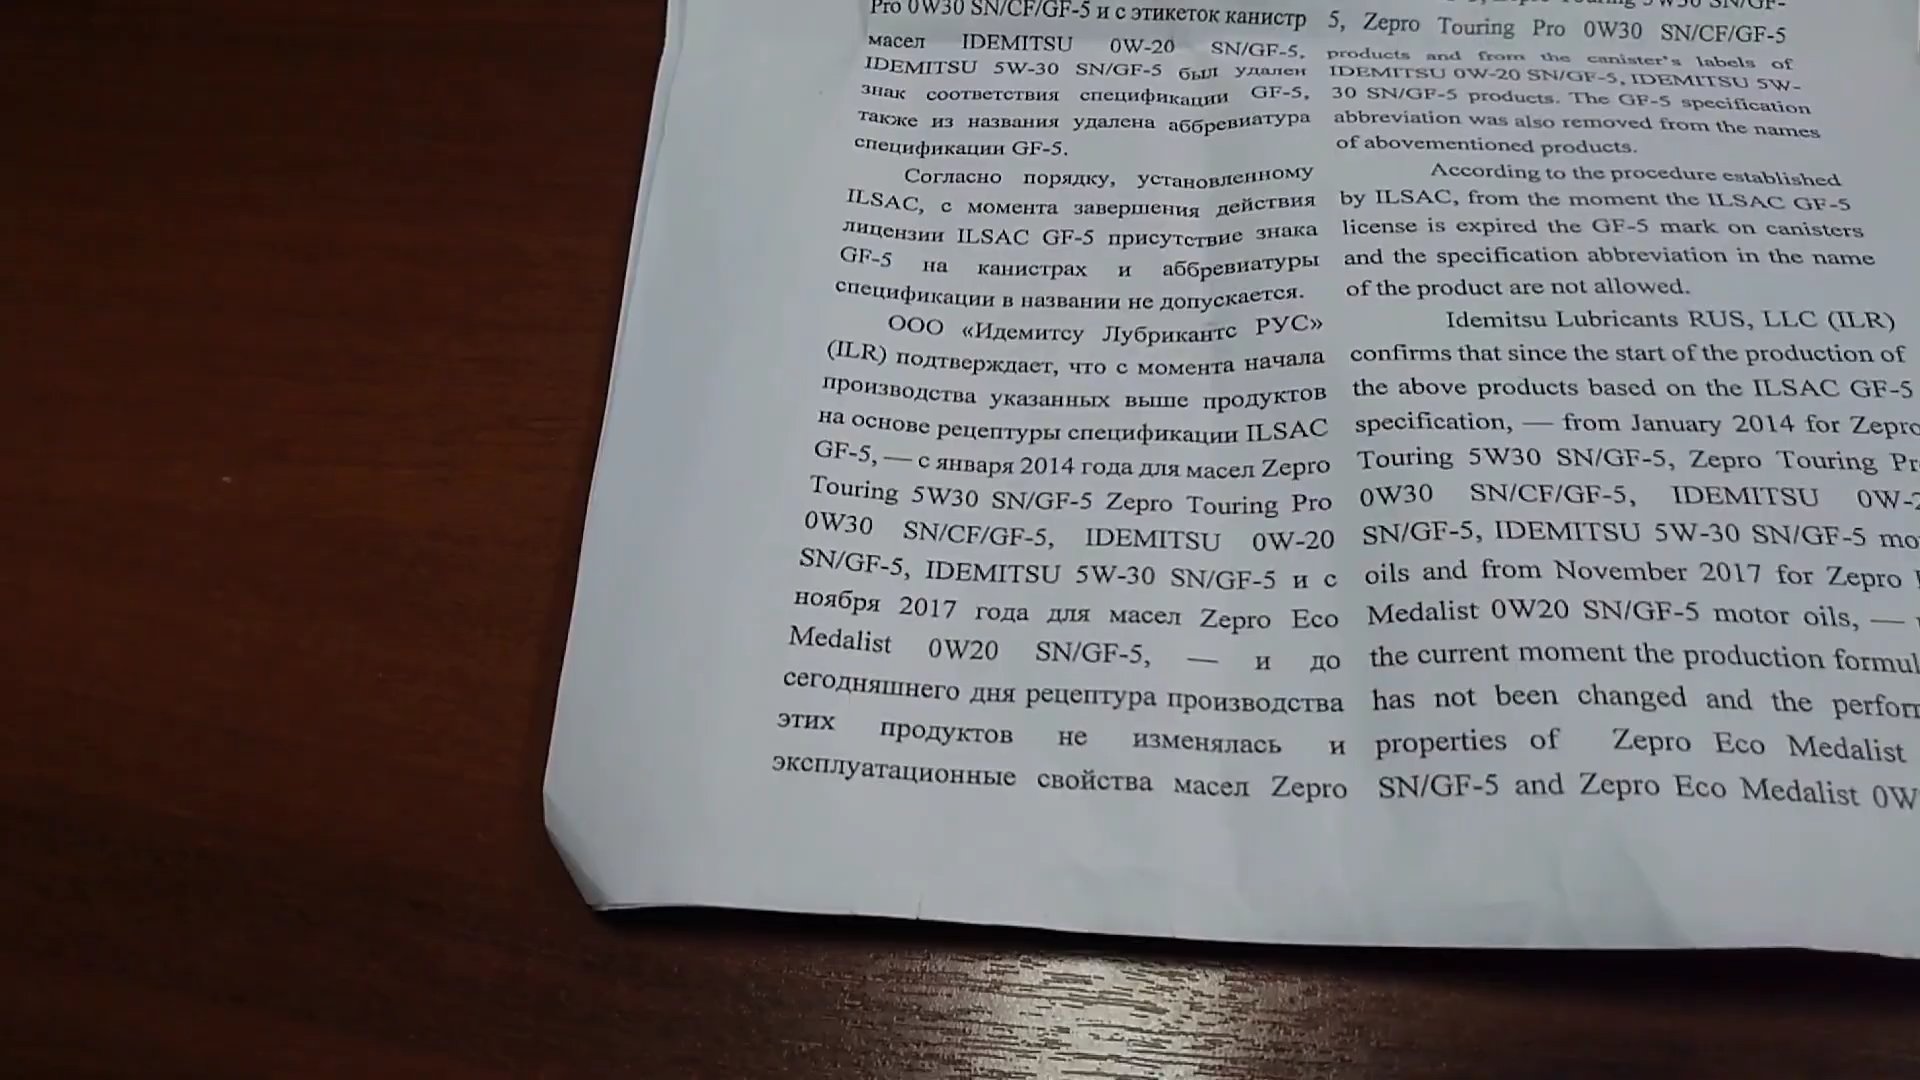 Pro 0W30 SN/CF/GF-5 и с этикеток канистр
масел IDEMITSU 0W-20 SN/GF-5,
IDEMITSU 5W-30 SN/GF-5 был удален
знак соответствия спецификации GF-5,
также из названия удалена аббревиатура
спецификации GF-5.
Согласно порядку, установленному
ILSAC, с момента завершения действия
лицензии ILSAC GF-5 присутствие знака
GF-5 на канистрах и аббревиатуры
спецификации в названии не допускается.
ООО «Идемитсу Лубрикантс РУС»
(ILR) подтверждает, что с момента начала
производства указанных выше продуктов
на основе рецептуры спецификации ILSAC
GF-5, — с января 2014 года для масел Zepro
Touring 5W30 SN/GF-5 Zepro Touring Pro
0W30 SN/CF/GF-5, IDEMITSU 0W-20
SN/GF-5, IDEMITSU 5W-30 SN/GF-5 и с
ноября 2017 года для масел Zepro Eco
Medalist 0W20 SN/GF-5, — и до
сегодняшнего дня рецептура производства
этих продуктов не изменялась и
эксплуатационные свойства масел Zepro
5, Zepro Touring Pro 0W30 SN/CF/GF-5
products and from the canister's labels of
IDEMITSU 0W-20 SN/GF-5, IDEMITSU 5W-
30 SN/GF-5 products. The GF-5 specification
abbreviation was also removed from the names
of abovementioned products.
According to the procedure established
by ILSAC, from the moment the ILSAC GF-5
license is expired the GF-5 mark on canisters
and the specification abbreviation in the name
of the product are not allowed.
Idemitsu Lubricants RUS, LLC (ILR)
confirms that since the start of the production of
the above products based on the ILSAC GF-5
specification, — from January 2014 for Zepro
Touring 5W30 SN/GF-5, Zepro Touring
0W30 SN/CF/GF-5, IDEMITSU
SN/GF-5, IDEMITSU 5W-30 SN/GF-5
oils and from November 2017 for Zepro
Medalist 0W20 SN/GF-5 motor oils, —
the current moment the production
has not been changed and the
properties of Zepro Eco Medalist
SN/GF-5 and Zepro Eco Medalist